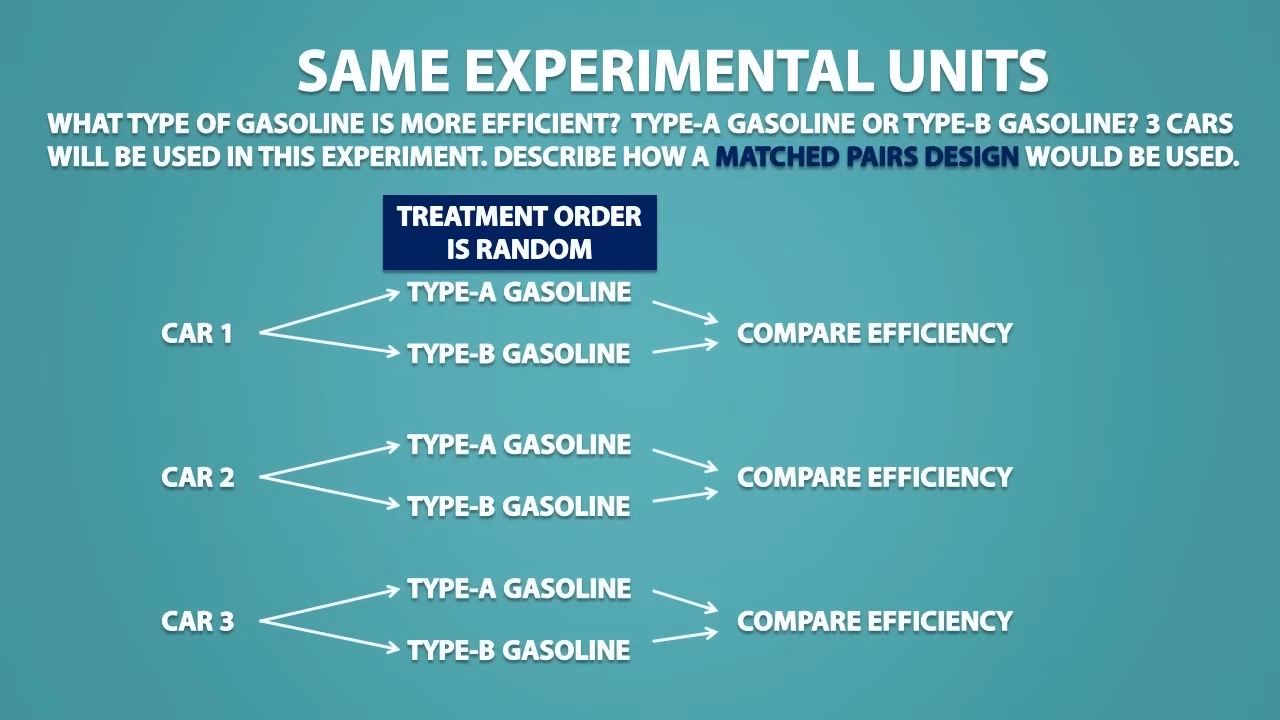 SAME EXPERIMENTAL UNITS
WHAT TYPE OF GASOLINE IS MORE EFFICIENT? TYPE-A GASOLINE OR TYPE-B GASOLINE? 3 CARS
WILL BE USED IN THIS EXPERIMENT. DESCRIBE HOW A MATCHED PAIRS DESIGN WOULD BE USED.
TREATMENT ORDER
IS RANDOM
TYPE-A GASOLINE
CAR 1
COMPARE EFFICIENCY
TYPE-B GASOLINE
TYPE-A GASOLINE
CAR 2
COMPARE EFFICIENCY
TYPE-B GASOLINE
TYPE-A GASOLINE
CAR 3
COMPARE EFFICIENCY
TYPE-B GASOLINE